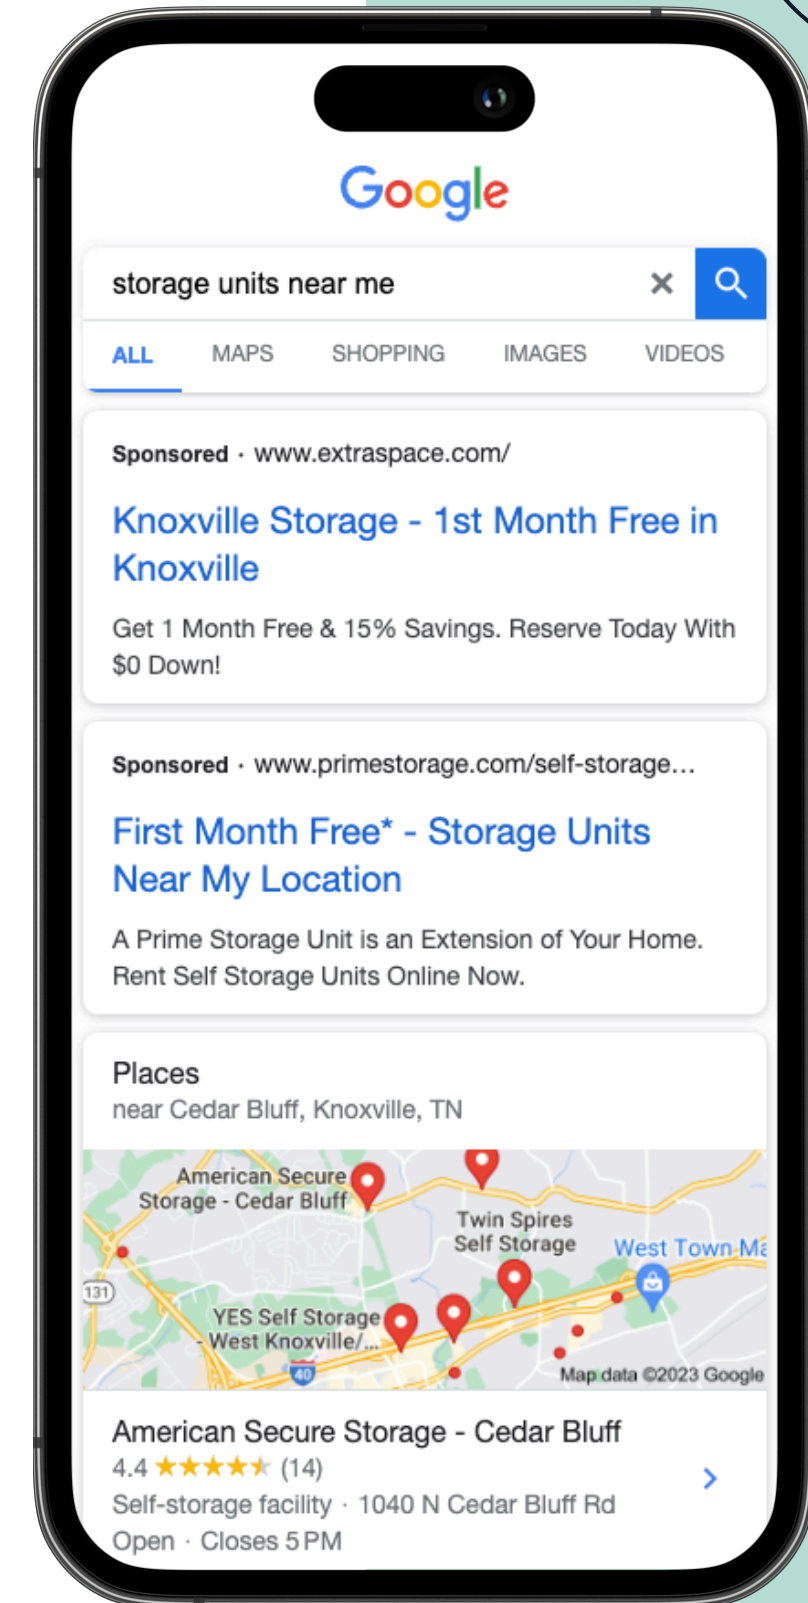 Google
storage units near me
ALL MAPS SHOPPING IMAGES VIDEOS
Sponsored · www.extraspace.com/
Knoxville Storage - 1st Month Free in
Knoxville
Get 1 Month Free & 15% Savings. Reserve Today With
$0 Down!
Sponsored · www.primestorage.com/self-storage...
First Month Free* - Storage Units
Near My Location
A Prime Storage Unit is an Extension of Your Home.
Rent Self Storage Units Online Now.
Places
near Cedar Bluff, Knoxville, TN
American Secure
Storage - Cedar Bluff
Twin Spires
Self Storage
West Town Ma
131
YES Self Storage
- West Knoxville/...
40
Map data ©2023 Google
American Secure Storage - Cedar Bluff
4.4 ★★★★★ (14)
Self-storage facility · 1040 N Cedar Bluff Rd
Open · Closes 5 PM